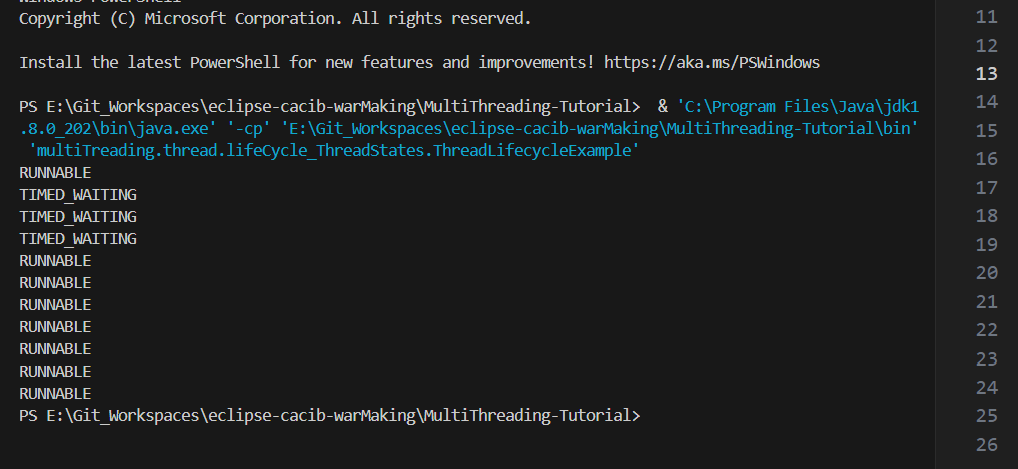 Windows PowerShell
Copyright (C) Microsoft Corporation. All rights reserved.
Install the latest PowerShell for new features and improvements! https://aka.ms/PSWindows
PS E:\Git_Workspaces\eclipse-cacib-warMaking\MultiThreading-Tutorial>  & 'C:\Program Files\Java\jdk1
.8.0_202\bin\java.exe' '-cp' 'E:\Git_Workspaces\eclipse-cacib-warMaking\MultiThreading-Tutorial\bin'
 'multiTreading.thread.lifeCycle_ThreadStates.ThreadLifecycleExample'
RUNNABLE
TIMED_WAITING
TIMED_WAITING
TIMED_WAITING
RUNNABLE
RUNNABLE
RUNNABLE
RUNNABLE
RUNNABLE
RUNNABLE
RUNNABLE
PS E:\Git_Workspaces\eclipse-cacib-warMaking\MultiThreading-Tutorial>
11
12
13
14
15
16
17
18
19
20
21
22
23
24
25
26